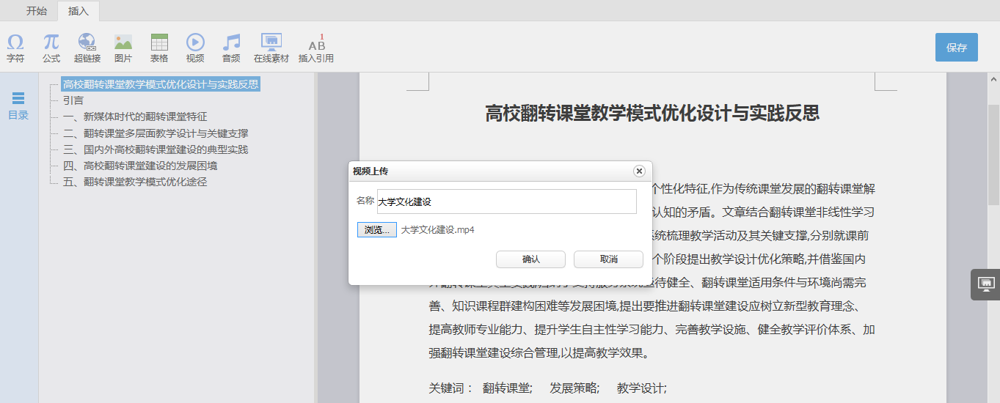 开始 插入
字符 公式 超链接 图片 表格 视频 音频 在线素材 插入引用
保存
目录
高校翻转课堂教学模式优化设计与实践反思
引言
一、新媒体时代的翻转课堂特征
二、翻转课堂多层面教学设计与关键支撑
三、国内外高校翻转课堂建设的典型实践
四、高校翻转课堂建设的发展困境
五、翻转课堂教学模式优化途径
高校翻转课堂教学模式优化设计与实践反思
视频上传
名称 大学文化建设
浏览... 大学文化建设.mp4
确认 取消
个性化特征,作为传统课堂发展的翻转课堂解
认知的矛盾。文章结合翻转课堂非线性学习
系统梳理教学活动及其关键支撑,分别就课前
个阶段提出教学设计优化策略,并借鉴国内
待健全、翻转课堂适用条件与环境尚需完
善、知识课程群建构困难等发展困境,提出要推进翻转课堂建设应树立新型教育理念、
提高教师专业能力、提升学生自主性学习能力、完善教学设施、健全教学评价体系、加
强翻转课堂建设综合管理,以提高教学效果。
关键词： 翻转课堂; 发展策略; 教学设计;